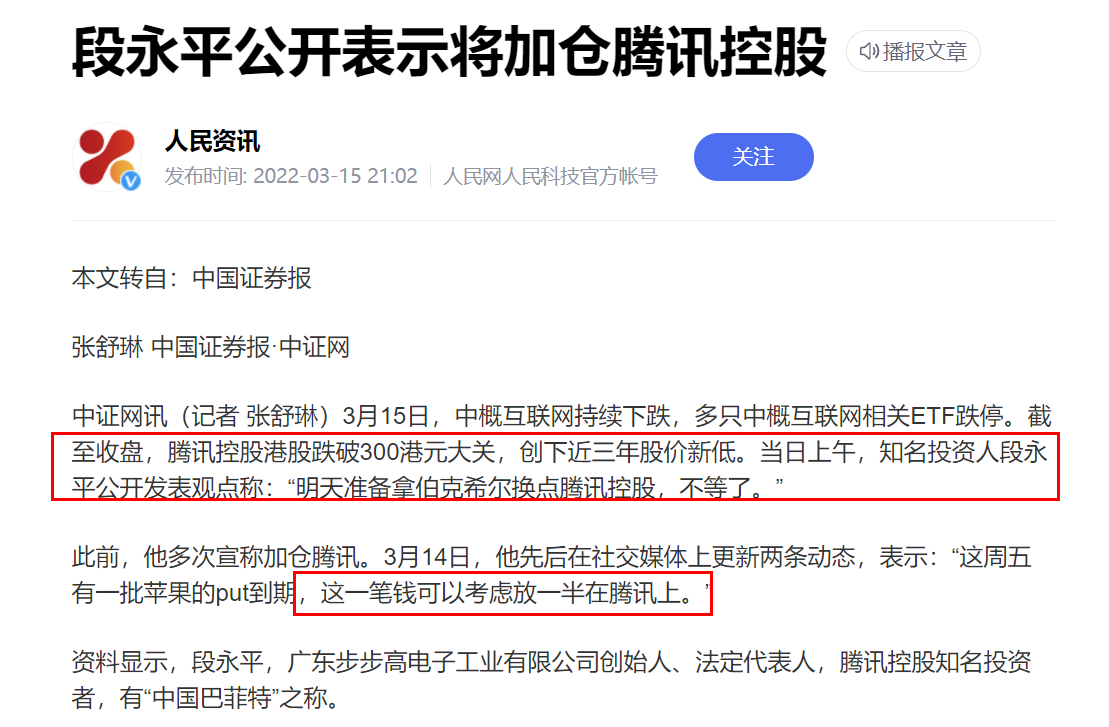 段永平公开表示将加仓腾讯控股
播报文章
人民资讯
关注
发布时间: 2022-03-15 21:02 人民网人民科技官方帐号
本文转自：中国证券报
张舒琳 中国证券报·中证网
中证网讯（记者 张舒琳）3月15日，中概互联网持续下跌，多只中概互联网相关ETF跌停。截
至收盘，腾讯控股港股跌破300港元大关，创下近三年股价新低。当日上午，知名投资人段永
平公开发表观点称：“明天准备拿伯克希尔换点腾讯控股，不等了。”
此前，他多次宣称加仓腾讯。3月14日，他先后在社交媒体上更新两条动态，表示：“这周五
有一批苹果的put到期，这一笔钱可以考虑放一半在腾讯上。”
资料显示，段永平，广东步步高电子工业有限公司创始人、法定代表人，腾讯控股知名投资
者，有“中国巴菲特”之称。